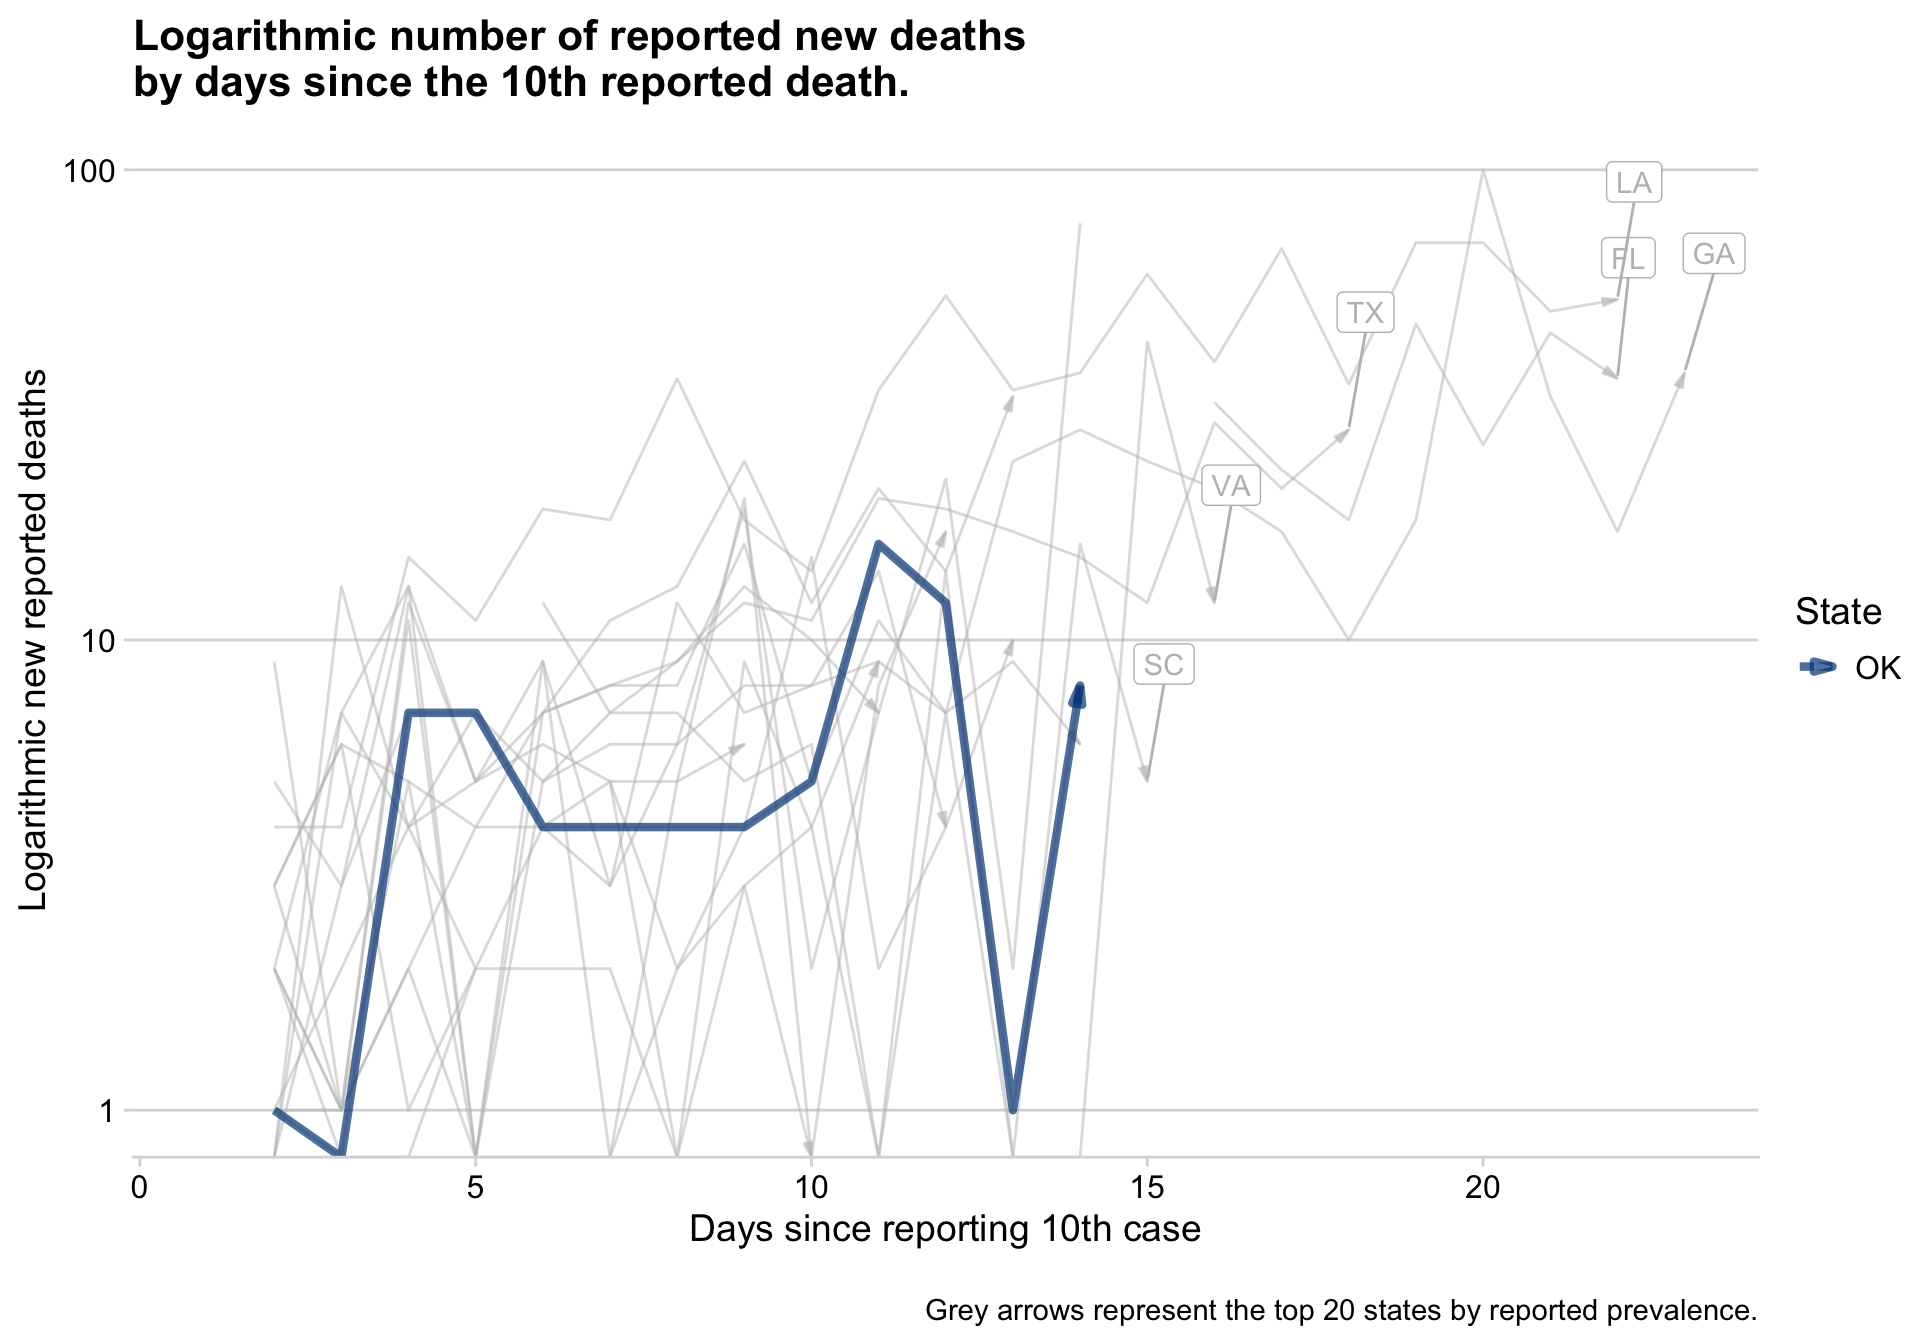 Logarithmic number of reported new deaths
by days since the 10th reported death.
Logarithmic new reported deaths
100
10
1
LA
FL
GA
TX
VA
SC
State
OK
0 5 10 15 20
Days since reporting 10th case
Grey arrows represent the top 20 states by reported prevalence.